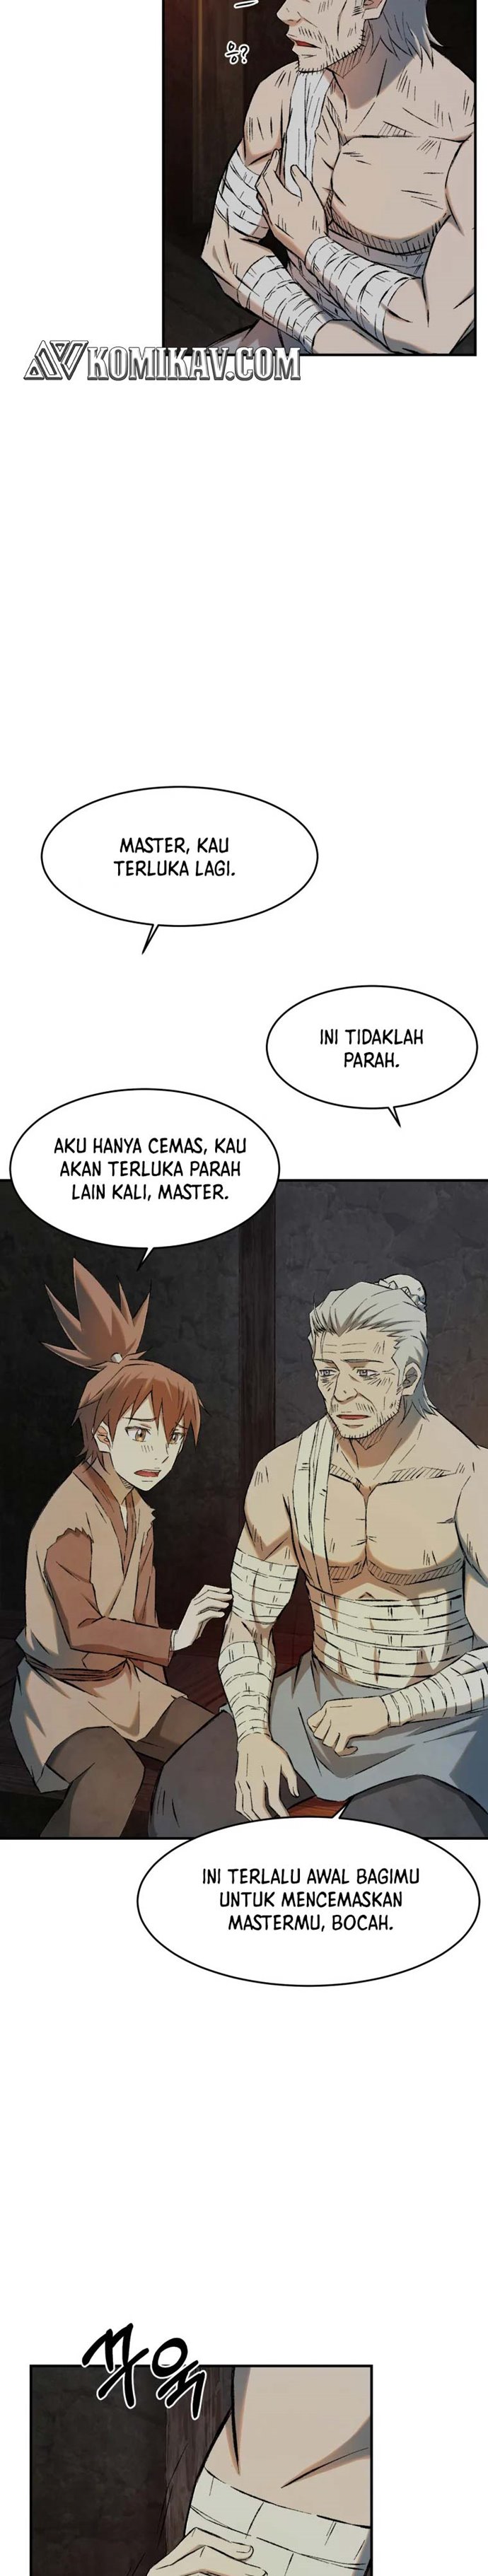 응?
KOMIKAV.COM
MASTER, KAU
TERLUKA LAGI.
INI TIDAKLAH
PARAH.
AKU HANYA CEMAS, KAU
AKAN TERLUKA PARAH
LAIN KALI, MASTER.
INI TERLALU AWAL BAGIMU
UNTUK MENCEMASKAN
MASTERMU, BOCAH.